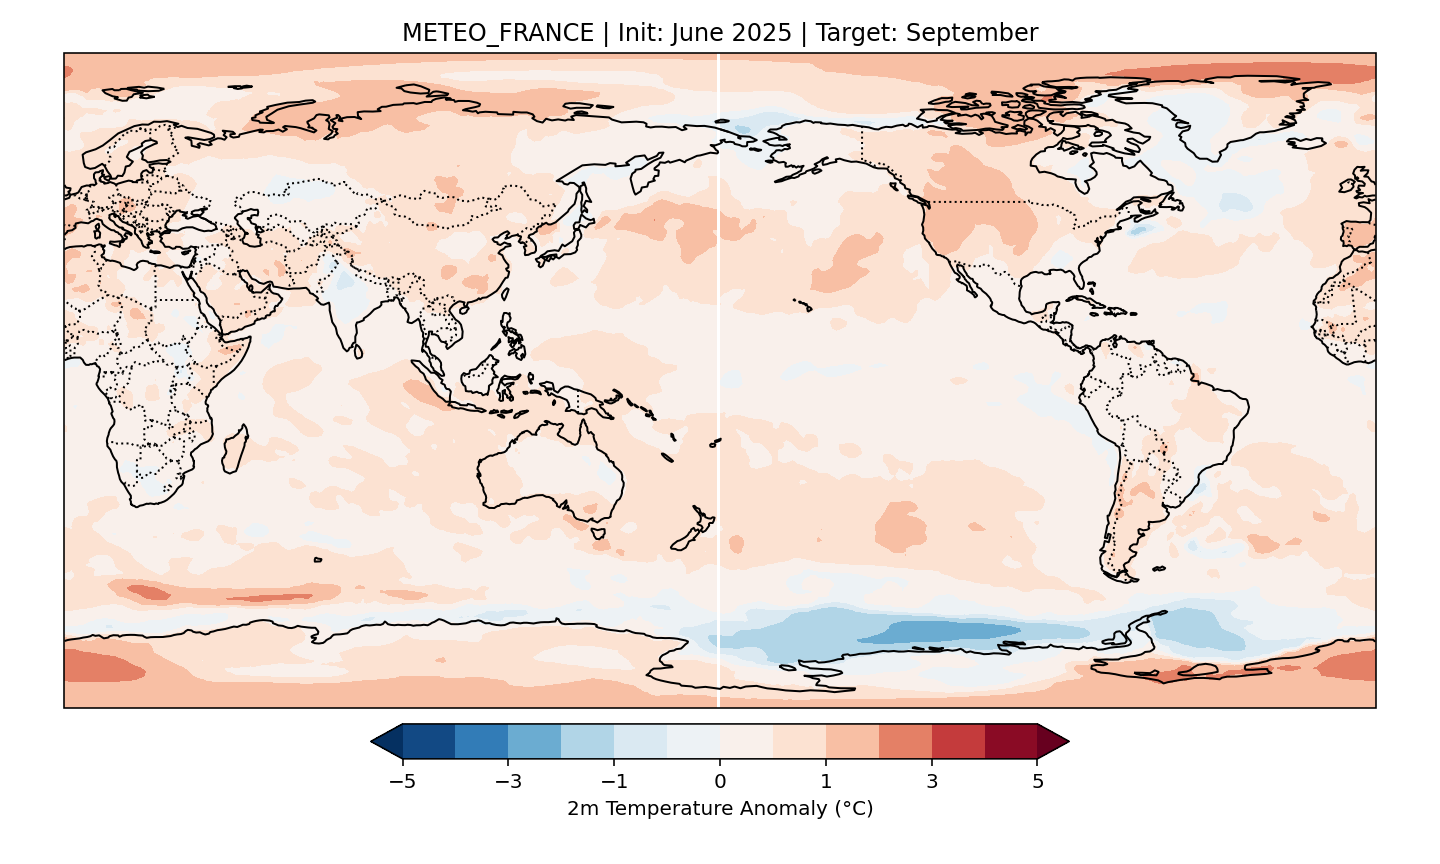 METEO_FRANCE | Init: June 2025 | Target: September
−5 −3 −1 0 1 3 5
2m Temperature Anomaly (°C)